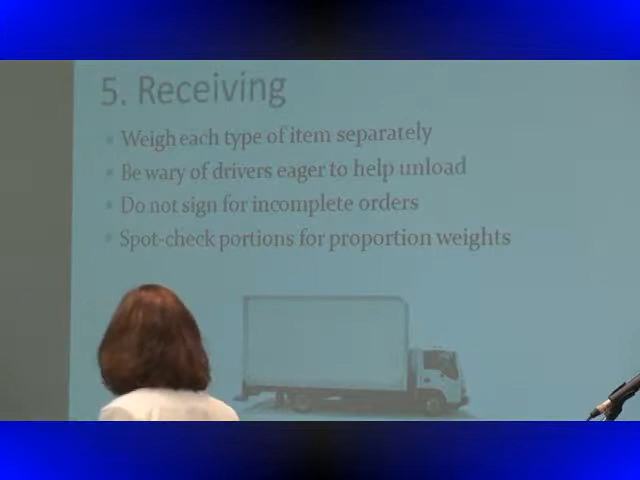 5. Receiving
Weigh each type of item separately
Be wary of drivers eager to help unload
Do not sign for incomplete orders
Spot-check portions for proportion weights